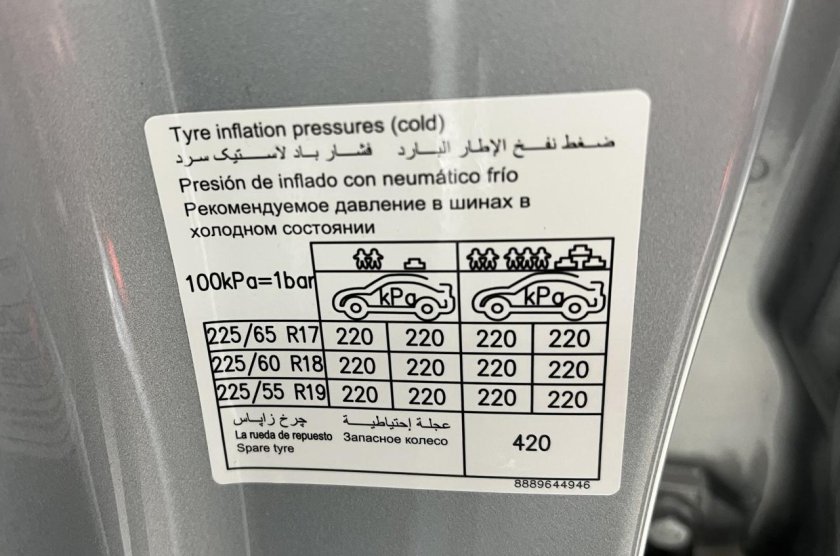 Tyre inflation pressures (cold)
ضغط نفخ الإطار البارد فشار باد لاستیک سرد
Presión de inflado con neumático frío
Рекомендуемое давление в шинах в
холодном состоянии
100kPa=1bar kPa kPa
225/65 R17 220 220 220 220
225/60 R18 220 220 220 220
225/55 R19 220 220 220 220
چرخ زاپاس عجلة إحتياطية
La rueda de repuesto Запасное колесо
Spare tyre
420
8889644946